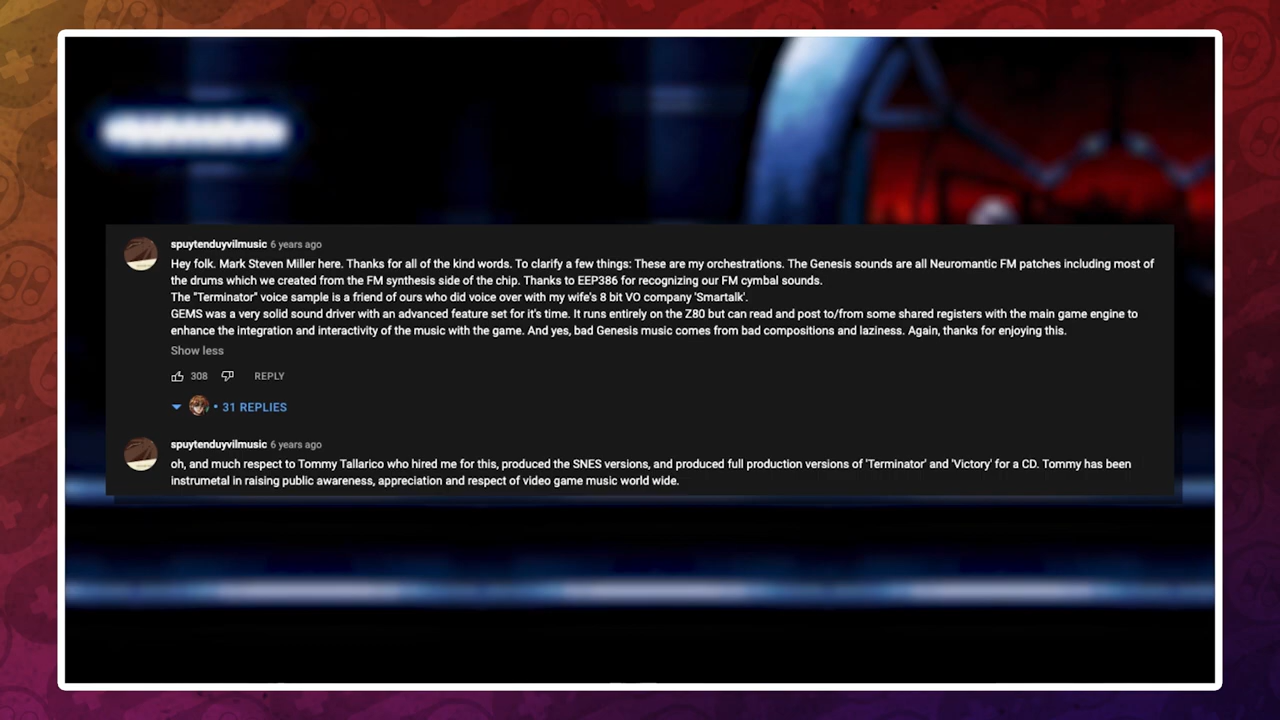 spuytenduyvilmusic 6 years ago
Hey folk. Mark Steven Miller here. Thanks for all of the kind words. To clarify a few things: These are my orchestrations. The Genesis sounds are all Neuromantic FM patches including most of
the drums which we created from the FM synthesis side of the chip. Thanks to EEP386 for recognizing our FM cymbal sounds.
The "Terminator" voice sample is a friend of ours who did voice over with my wife's 8 bit VO company 'Smartalk'.
GEMS was a very solid sound driver with an advanced feature set for it's time. It runs entirely on the Z80 but can read and post to/from some shared registers with the main game engine to
enhance the integration and interactivity of the music with the game. And yes, bad Genesis music comes from bad compositions and laziness. Again, thanks for enjoying this.
Show less
308 REPLY
• 31 REPLIES
spuytenduyvilmusic 6 years ago
oh, and much respect to Tommy Tallarico who hired me for this, produced the SNES versions, and produced full production versions of 'Terminator' and 'Victory' for a CD. Tommy has been
instrumetal in raising public awareness, appreciation and respect of video game music world wide.